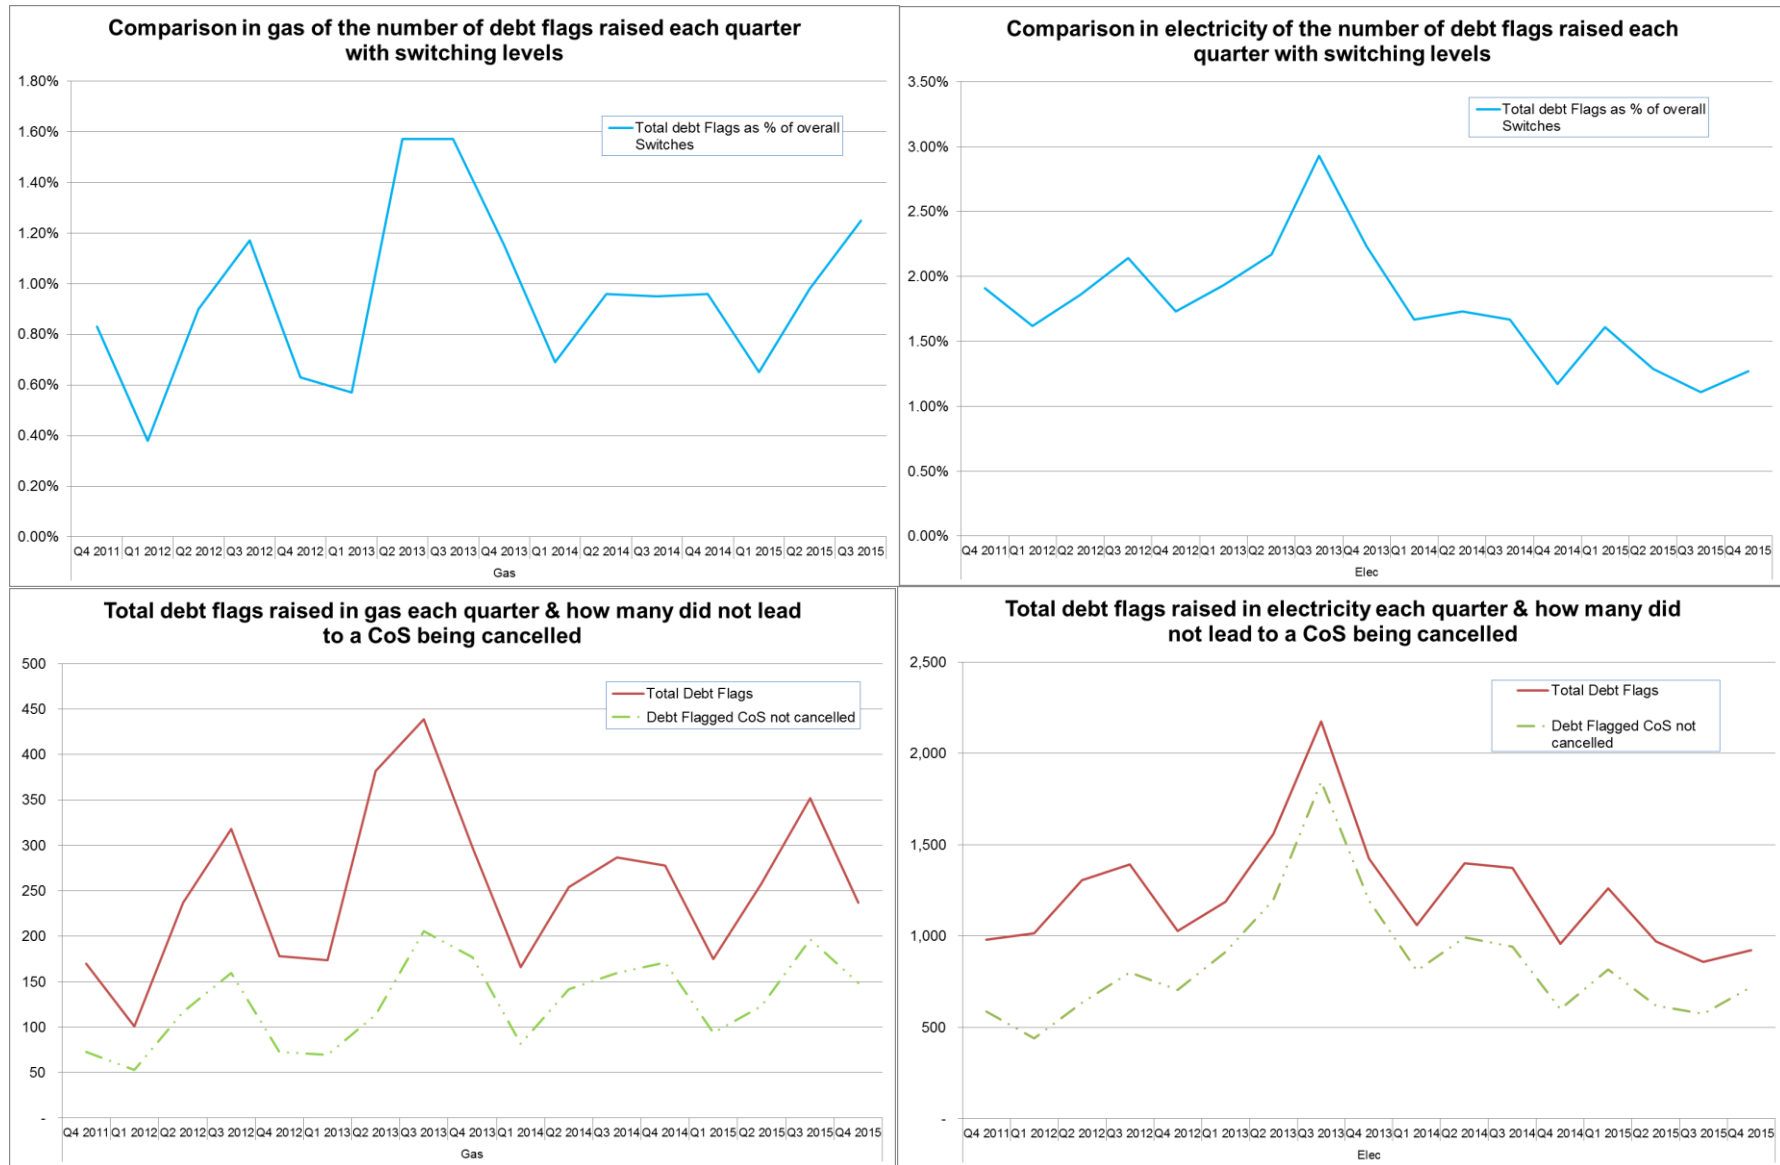 Comparison in gas of the number of debt flags raised each quarter
with switching levels
1.80%
1.60%
1.40%
1.20%
1.00%
0.80%
0.60%
0.40%
0.20%
0.00%
Total debt Flags as % of overall
Switches
Q4 2011 Q1 2012 Q2 2012 Q3 2012 Q4 2012 Q1 2013 Q2 2013 Q3 2013 Q4 2013 Q1 2014 Q2 2014 Q3 2014 Q4 2014 Q1 2015 Q2 2015 Q3 2015
Gas
Comparison in electricity of the number of debt flags raised each
quarter with switching levels
3.50%
3.00%
2.50%
2.00%
1.50%
1.00%
0.50%
0.00%
Total debt Flags as % of overall
Switches
Q4 2011 Q1 2012 Q2 2012 Q3 2012 Q4 2012 Q1 2013 Q2 2013 Q3 2013 Q4 2013 Q1 2014 Q2 2014 Q3 2014 Q4 2014 Q1 2015 Q2 2015 Q3 2015 Q4 2015
Elec
Total debt flags raised in gas each quarter & how many did not lead
to a CoS being cancelled
500
450
400
350
300
250
200
150
100
50
-
Total Debt Flags
Debt Flagged CoS not cancelled
Q4 2011 Q1 2012 Q2 2012 Q3 2012 Q4 2012 Q1 2013 Q2 2013 Q3 2013 Q4 2013 Q1 2014 Q2 2014 Q3 2014 Q4 2014 Q1 2015 Q2 2015 Q3 2015 Q4 2015
Gas
Total debt flags raised in electricity each quarter & how many did
not lead to a CoS being cancelled
2,500
2,000
1,500
1,000
500
-
Total Debt Flags
Debt Flagged CoS not
cancelled
Q4 2011 Q1 2012 Q2 2012 Q3 2012 Q4 2012 Q1 2013 Q2 2013 Q3 2013 Q4 2013 Q1 2014 Q2 2014 Q3 2014 Q4 2014 Q1 2015 Q2 2015 Q3 2015 Q4 2015
Elec